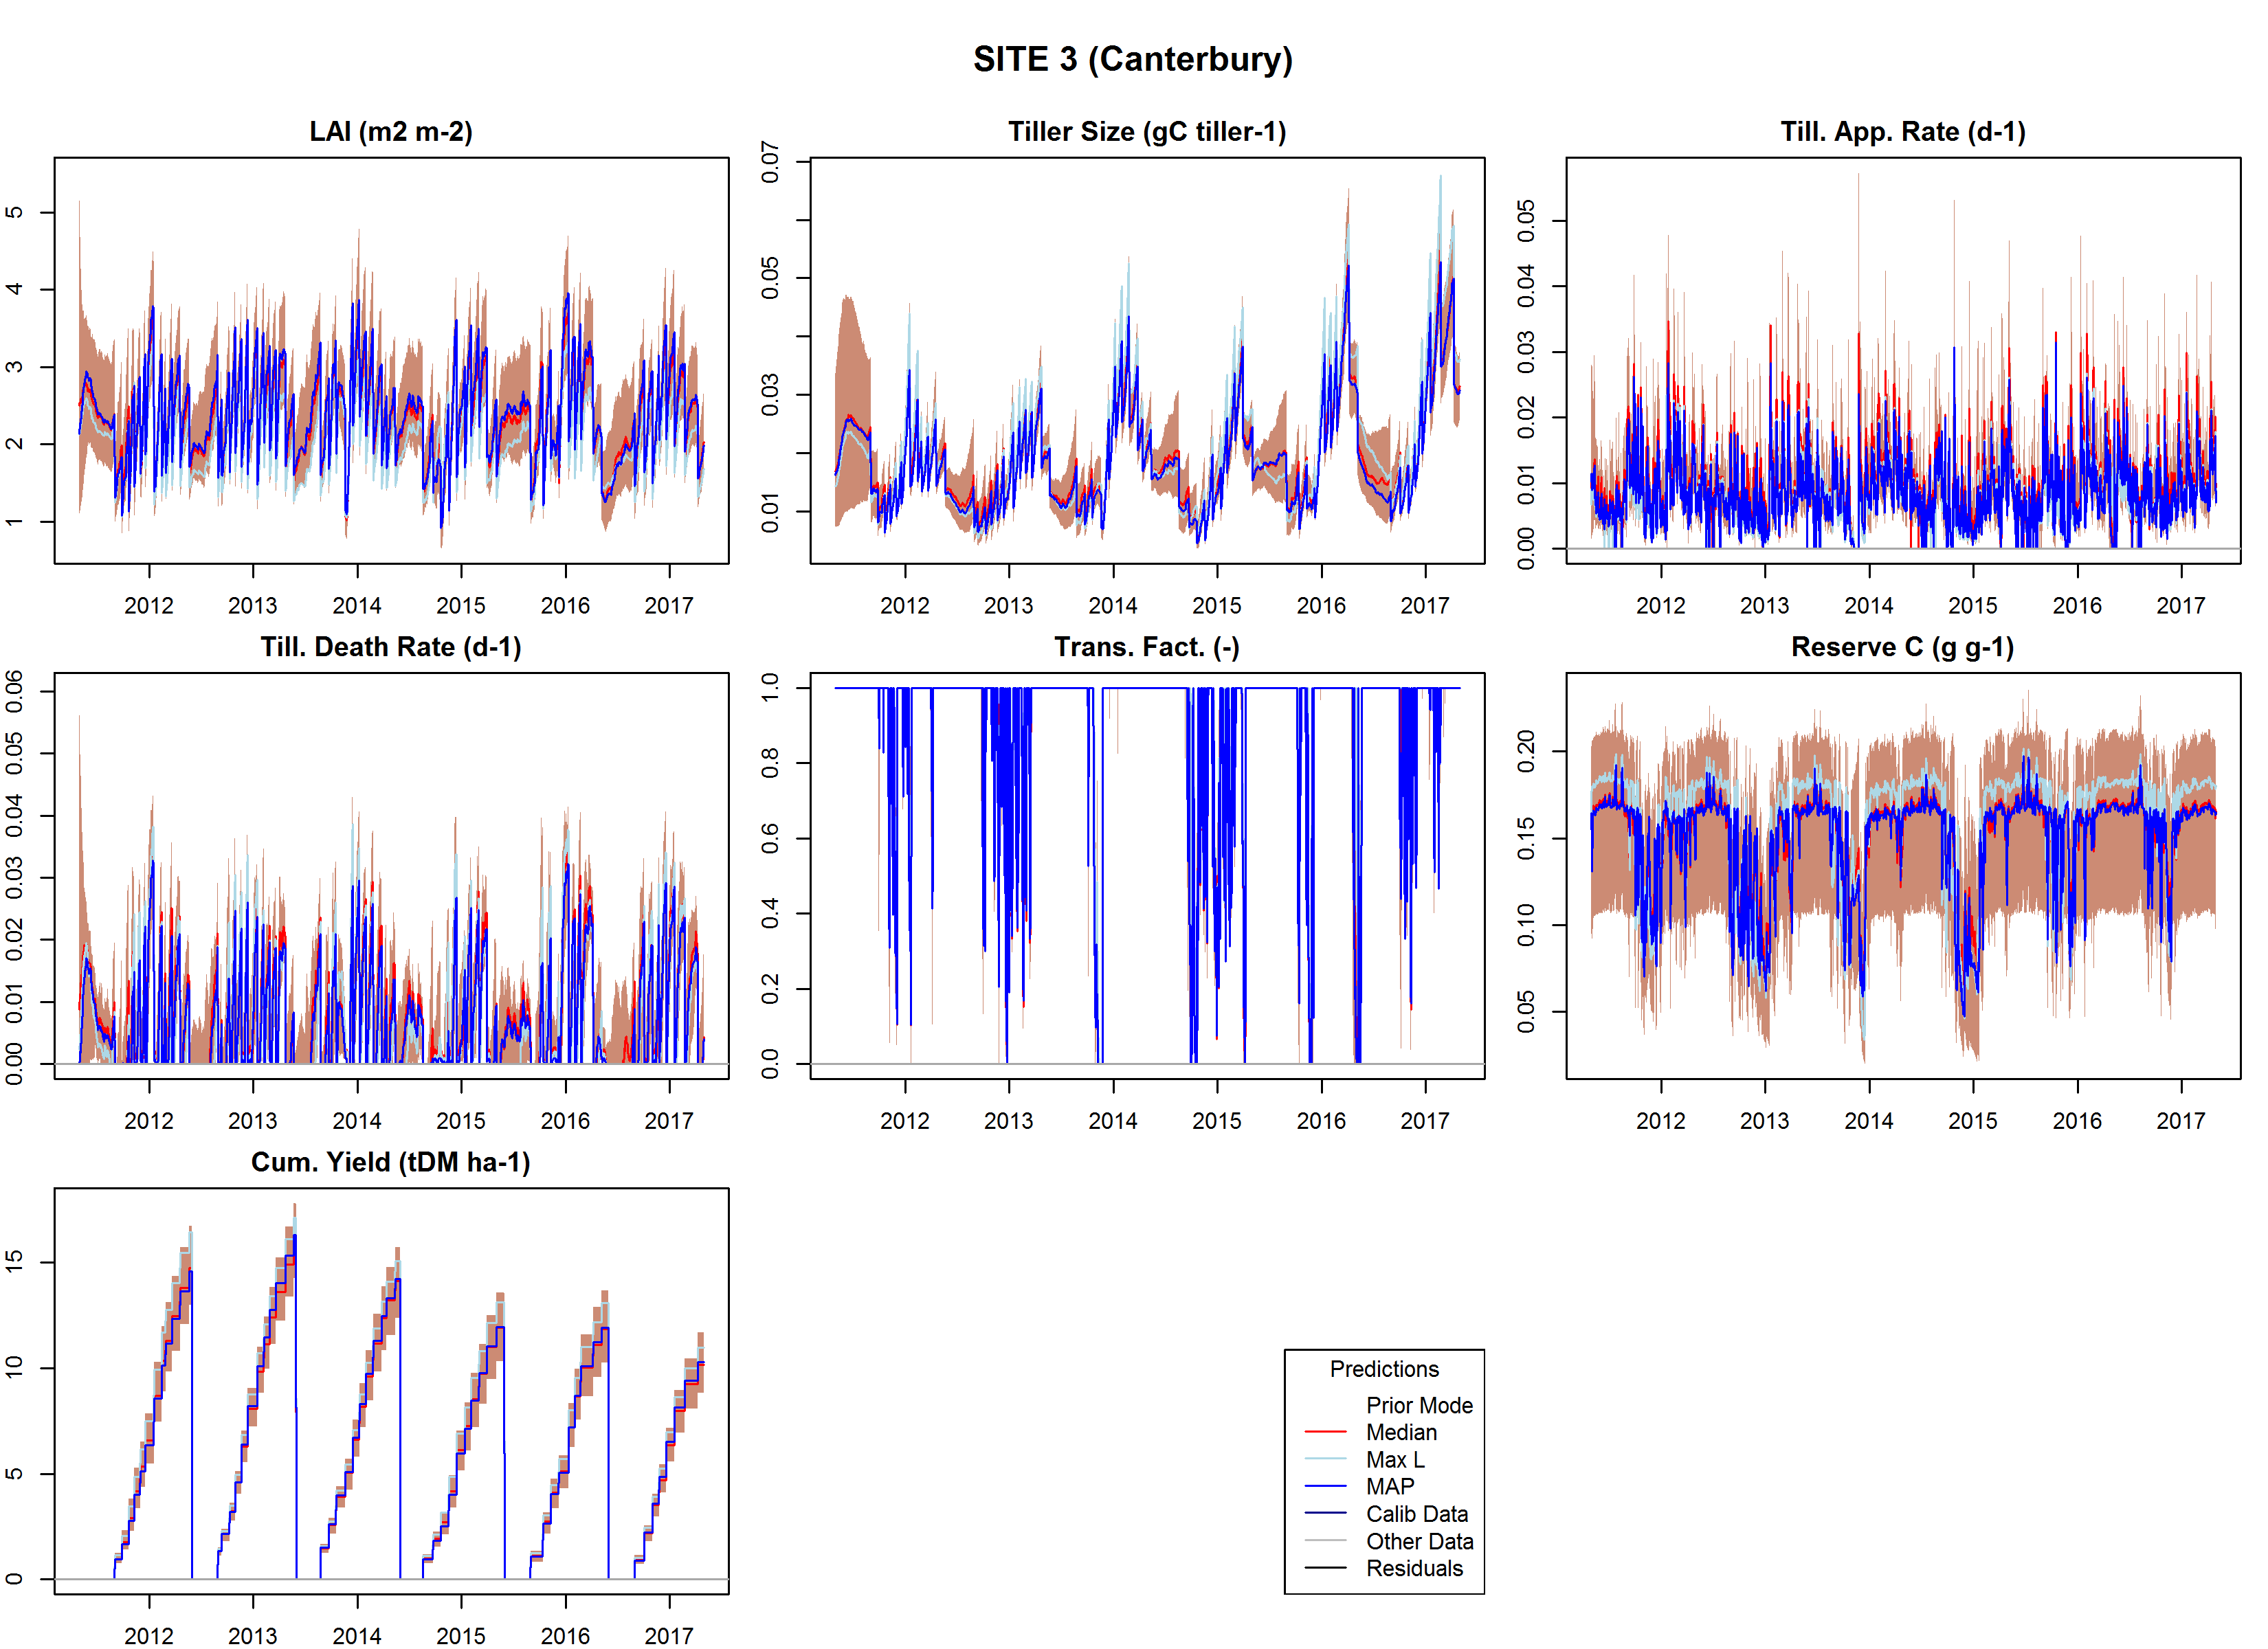 SITE 3 (Canterbury)
LAI (m2 m-2)
5
4
3
2
1
2012 2013 2014 2015 2016 2017
Tiller Size (gC tiller-1)
0.07
0.05
0.03
0.01
2012 2013 2014 2015 2016 2017
Till. App. Rate (d-1)
0.05
0.04
0.03
0.02
0.01
0.00
2012 2013 2014 2015 2016 2017
Till. Death Rate (d-1)
0.06
0.05
0.04
0.03
0.02
0.01
0.00
2012 2013 2014 2015 2016 2017
Trans. Fact. (-)
1.0
0.8
0.6
0.4
0.2
0.0
2012 2013 2014 2015 2016 2017
Reserve C (g g-1)
0.20
0.15
0.10
0.05
2012 2013 2014 2015 2016 2017
Cum. Yield (tDM ha-1)
15
10
5
0
2012 2013 2014 2015 2016 2017
Predictions
Prior Mode
Median
Max L
MAP
Calib Data
Other Data
Residuals